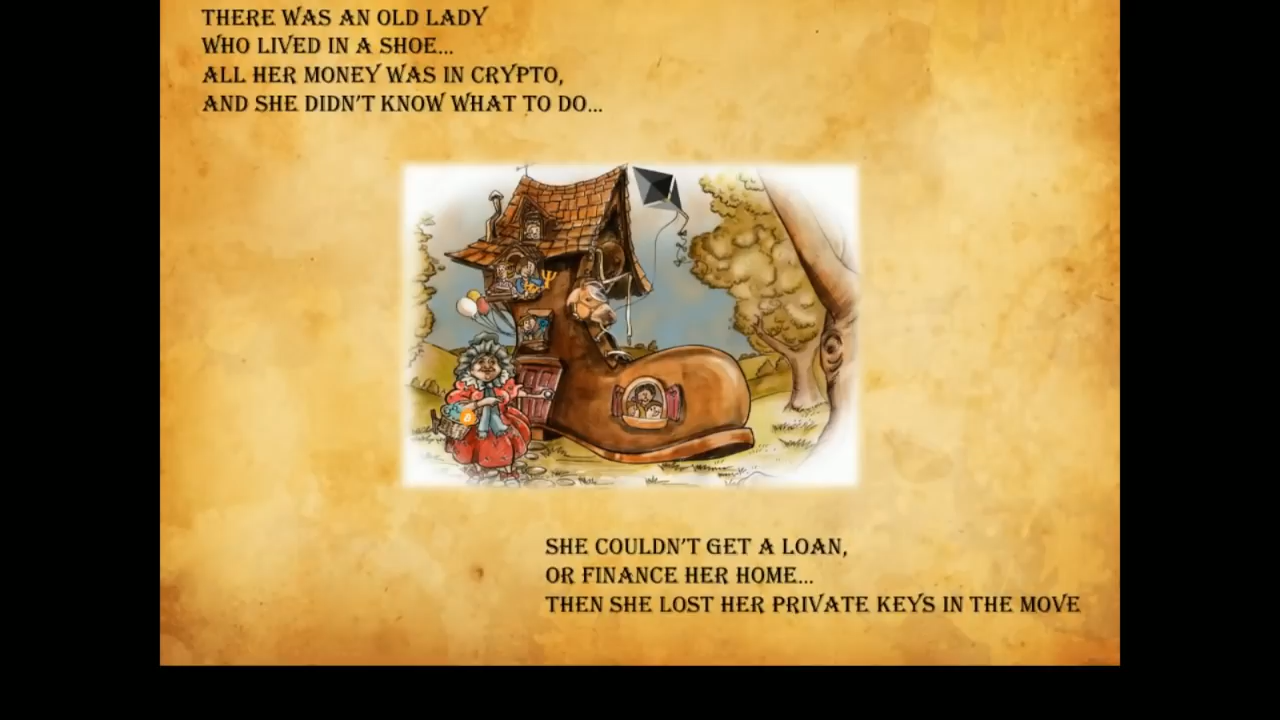 THERE WAS AN OLD LADY
WHO LIVED IN A SHOE...
ALL HER MONEY WAS IN CRYPTO,
AND SHE DIDN'T KNOW WHAT TO DO...
SHE COULDN'T GET A LOAN,
OR FINANCE HER HOME...
THEN SHE LOST HER PRIVATE KEYS IN THE MOVE